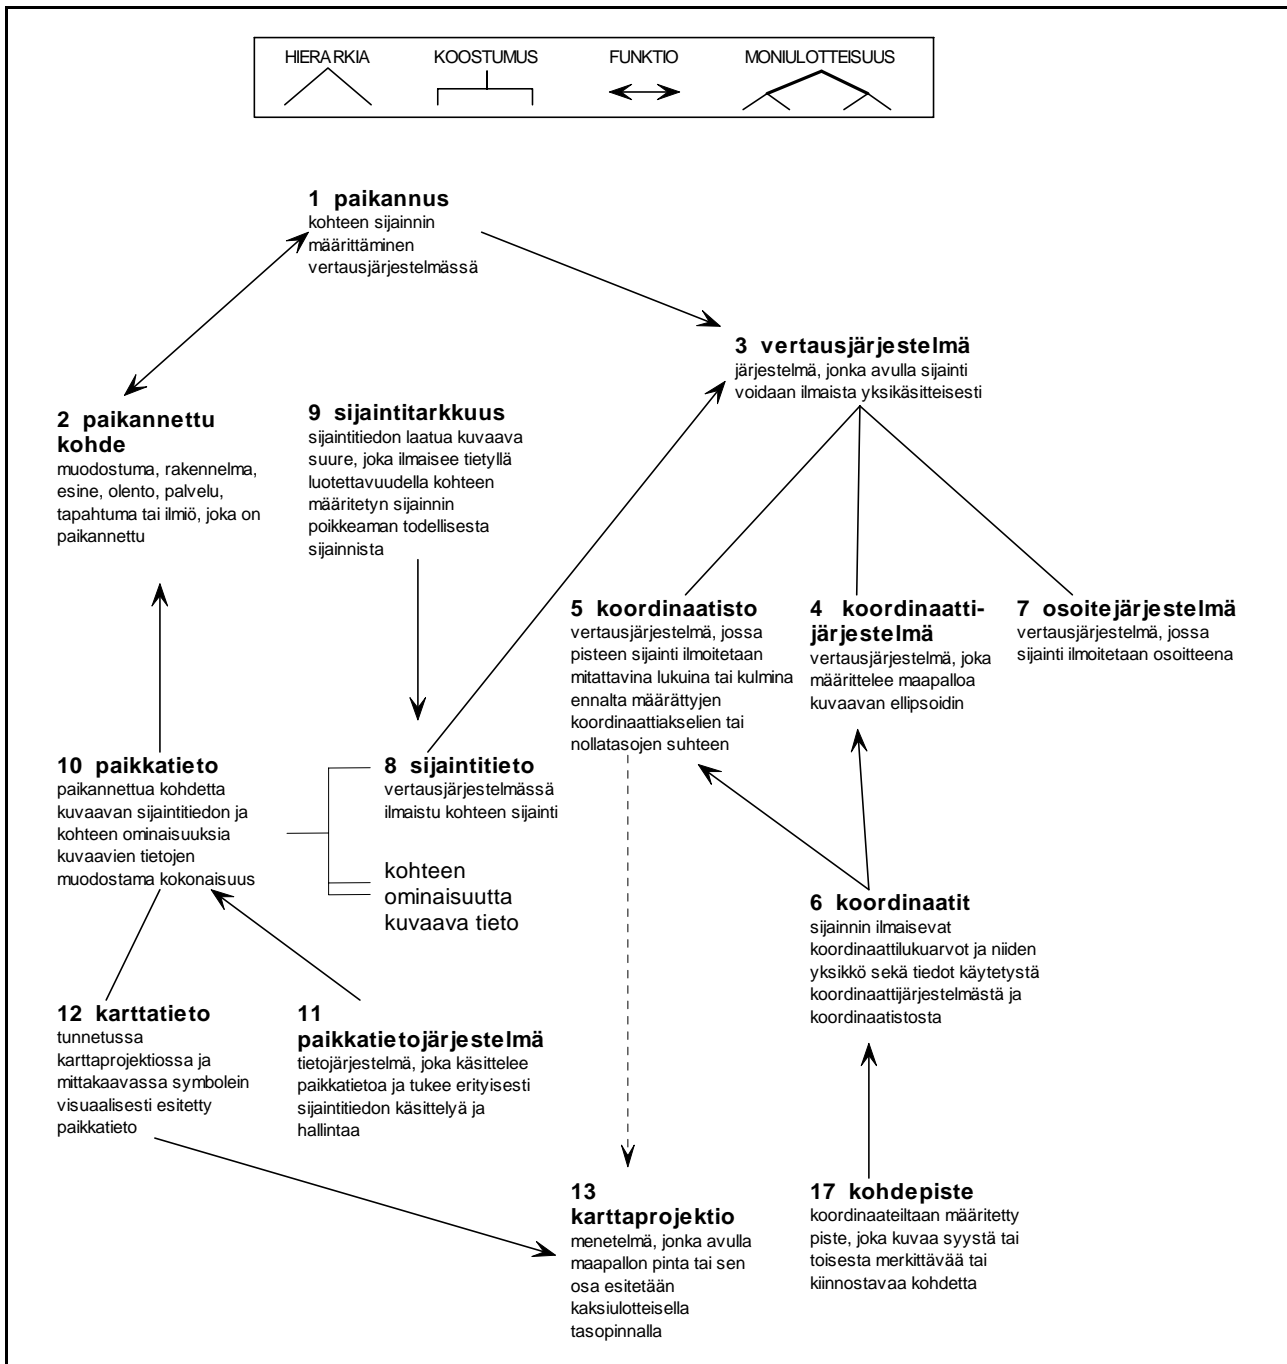 HIERARKIA KOOSTUMUS FUNKTIO MONIULOTTEISUUS
1 paikannus
kohteen sijainnin
määrittäminen
vertausjärjestelmässä
3 vertausjärjestelmä
järjestelmä, jonka avulla sijainti
voidaan ilmaista yksikäsitteisesti
2 paikannettu
kohde
muodostuma, rakennelma,
esine, olento, palvelu,
tapahtuma tai ilmiö, joka on
paikannettu
9 sijaintitarkkuus
sijaintitiedon laatua kuvaava
suure, joka ilmaisee tietyllä
luotettavuudella kohteen
määritetyn sijainnin
poikkeaman todellisesta
sijainnista
5 koordinaatisto
vertausjärjestelmä, jossa
pisteen sijainti ilmoitetaan
mitattavina lukuina tai kulmina
ennalta määrättyjen
koordinaattiakselien tai
nollatasojen suhteen
4 koordinaatti-
järjestelmä
vertausjärjestelmä, joka
määrittelee maapalloa
kuvaavan ellipsoidin
7 osoitejärjestelmä
vertausjärjestelmä, jossa
sijainti ilmoitetaan osoitteena
10 paikkatieto
paikannettua kohdetta
kuvaavan sijaintitiedon ja
kohteen ominaisuuksia
kuvaavien tietojen
muodostama kokonaisuus
8 sijaintitieto
vertausjärjestelmässä
ilmaistu kohteen sijainti
kohteen
ominaisuutta
kuvaava tieto
6 koordinaatit
sijainnin ilmaisevat
koordinaattilukuarvot ja niiden
yksikkö sekä tiedot käytetystä
koordinaattijärjestelmästä ja
koordinaatistosta
12 karttatieto
tunnetussa
karttaprojektiossa ja
mittakaavassa symbolein
visuaalisesti esitetty
paikkatieto
11
paikkatietojärjestelmä
tietojärjestelmä, joka käsittelee
paikkatietoa ja tukee erityisesti
sijaintitiedon käsittelyä ja
hallintaa
13
karttaprojektio
menetelmä, jonka avulla
maapallon pinta tai sen
osa esitetään
kaksiulotteisella
tasopinnalla
17 kohdepiste
koordinaateiltaan määritetty
piste, joka kuvaa syystä tai
toisesta merkittävää tai
kiinnostavaa kohdetta